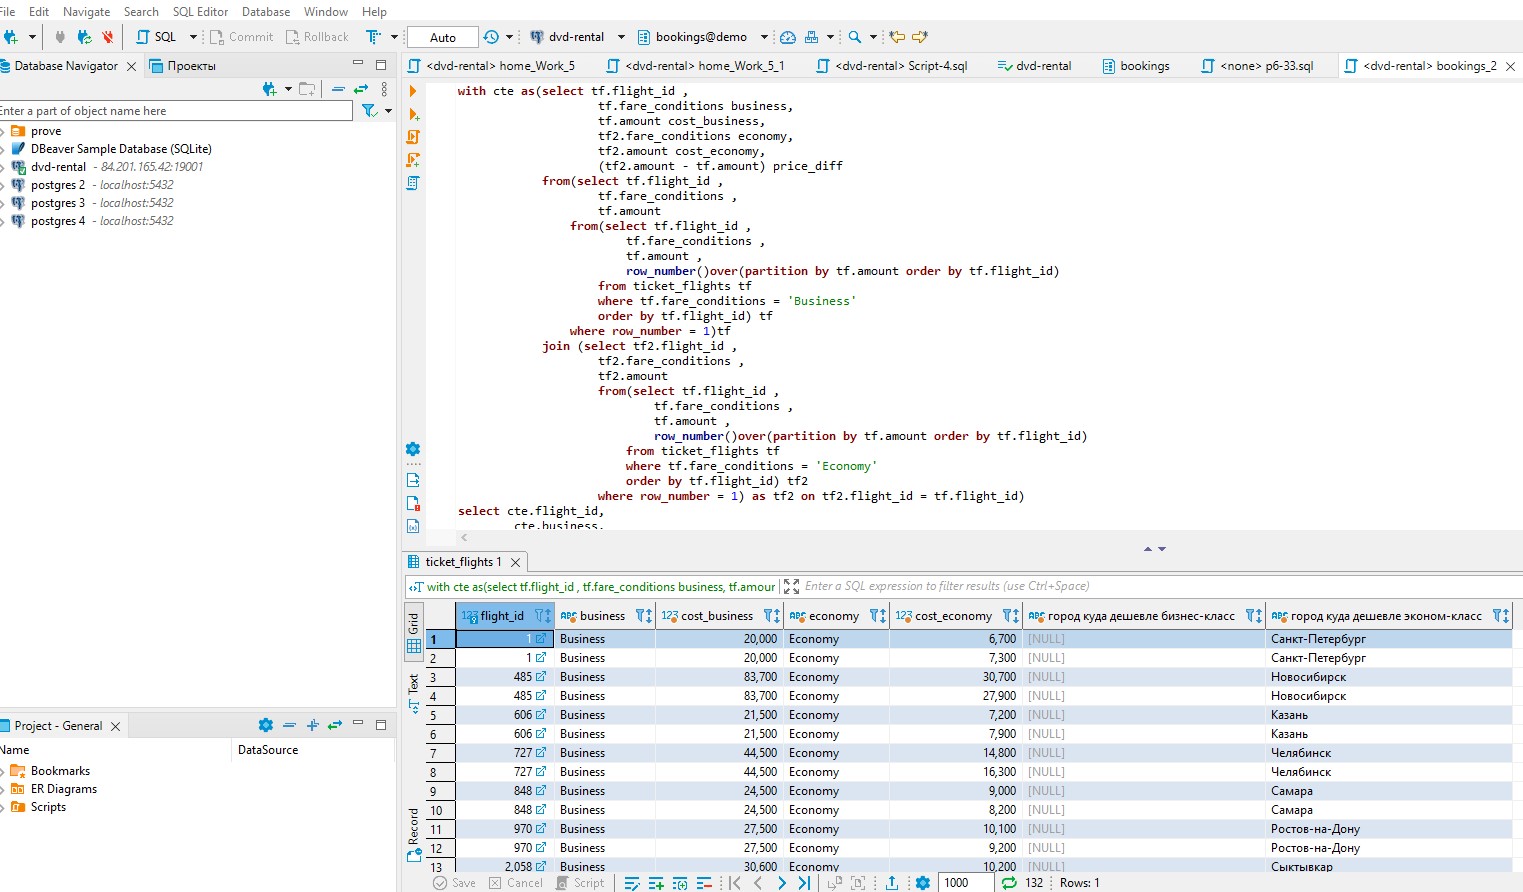 File Edit Navigate Search SQL Editor Database Window Help
SQL Commit Rollback Auto dvd-rental bookings@demo
Database Navigator Проекты
Enter a part of object name here
prove
DBeaver Sample Database (SQLite)
dvd-rental - 84.201.165.42:19001
postgres 2 - localhost:5432
postgres 3 - localhost:5432
postgres 4 - localhost:5432
Project - General
Name DataSource
Bookmarks
ER Diagrams
Scripts
<dvd-rental> home_Work_5 <dvd-rental> home_Work_5_1 <dvd-rental> Script-4.sql dvd-rental bookings <none> рб-33.sql <dvd-rental> bookings_2
with cte as(select tf.flight_id ,
tf.fare_conditions business,
tf.amount cost_business,
tf2.fare_conditions economy,
tf2.amount cost_economy,
(tf2.amount - tf.amount) price_diff
from(select tf.flight_id ,
tf.fare_conditions ,
tf.amount
from(select tf.flight_id ,
tf.fare_conditions ,
tf.amount ,
row_number()over(partition by tf.amount order by tf.flight_id)
from ticket_flights tf
where tf.fare_conditions = 'Business'
order by tf.flight_id) tf
where row_number = 1)tf
join (select tf2.flight_id ,
tf2.fare_conditions ,
tf2.amount
from(select tf.flight_id ,
tf.fare_conditions ,
tf.amount ,
row_number()over(partition by tf.amount order by tf.flight_id)
from ticket_flights tf
where tf.fare_conditions = 'Economy'
order by tf.flight_id) tf2
where row_number = 1) as tf2 on tf2.flight_id = tf.flight_id)
select cte.flight_id,
cte.business,
ticket_flights 1
with cte as(select tf.flight_id , tf.fare_conditions business, tf.amour Enter a SQL expression to filter results (use Ctrl+Space)
Grid
Text
Record
123 flight_id ABC business 123 cost_business ABC economy 123 cost_economy ABC город куда дешевле бизнес-класс ABC город куда дешевле эконом-класс
1 1 Business 20,000 Economy 6,700 [NULL] Санкт-Петербург
2 1 Business 20,000 Economy 7,300 [NULL] Санкт-Петербург
3 485 Business 83,700 Economy 30,700 [NULL] Новосибирск
4 485 Business 83,700 Economy 27,900 [NULL] Новосибирск
5 606 Business 21,500 Economy 7,200 [NULL] Казань
6 606 Business 21,500 Economy 7,900 [NULL] Казань
7 727 Business 44,500 Economy 14,800 [NULL] Челябинск
8 727 Business 44,500 Economy 16,300 [NULL] Челябинск
9 848 Business 24,500 Economy 9,000 [NULL] Самара
10 848 Business 24,500 Economy 8,200 [NULL] Самара
11 970 Business 27,500 Economy 10,100 [NULL] Ростов-на-Дону
12 970 Business 27,500 Economy 9,200 [NULL] Ростов-на-Дону
13 2,058 Business 30,600 Economy 10,200 [NULL] Сыктывкар
Save Cancel Script 1000 132 Rows: 1